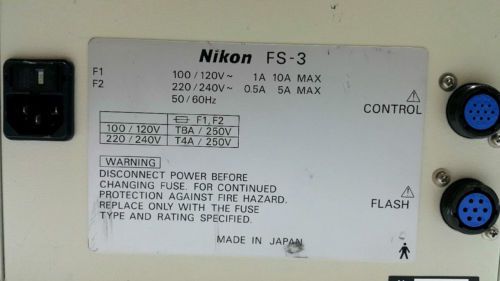 Nikon FS-3
F1 100/120V~ 1A 10A MAX
F2 220/240V~ 0.5A 5A MAX
50/60Hz
CONTROL
F1,F2
100/120V T8A/250V
220/240V T4A/250V
WARNING
DISCONNECT POWER BEFORE
CHANGING FUSE. FOR CONTINUED
PROTECTION AGAINST FIRE HAZARD.
REPLACE ONLY WITH THE FUSE
TYPE AND RATING SPECIFIED.
FLASH
MADE IN JAPAN